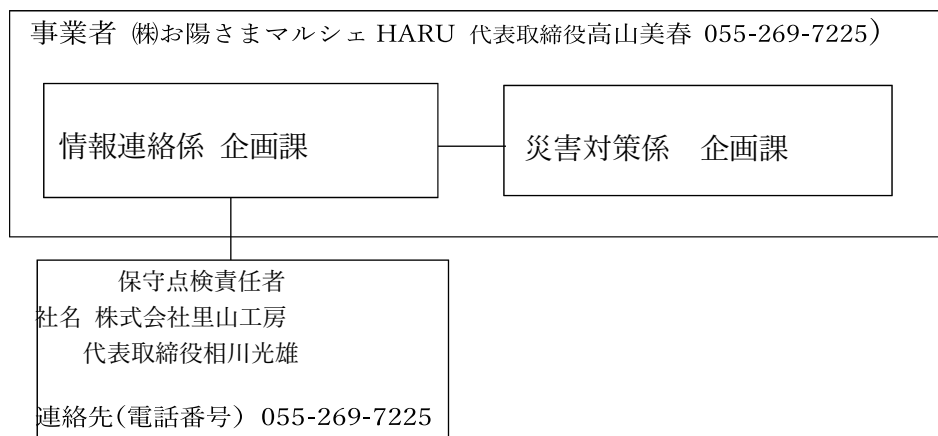 事業者 ㈱お陽さまマルシェ HARU 代表取締役高山美春 055-269-7225)
情報連絡係 企画課
災害対策係 企画課
保守点検責任者
社名 株式会社里山工房
代表取締役相川光雄
連絡先(電話番号) 055-269-7225